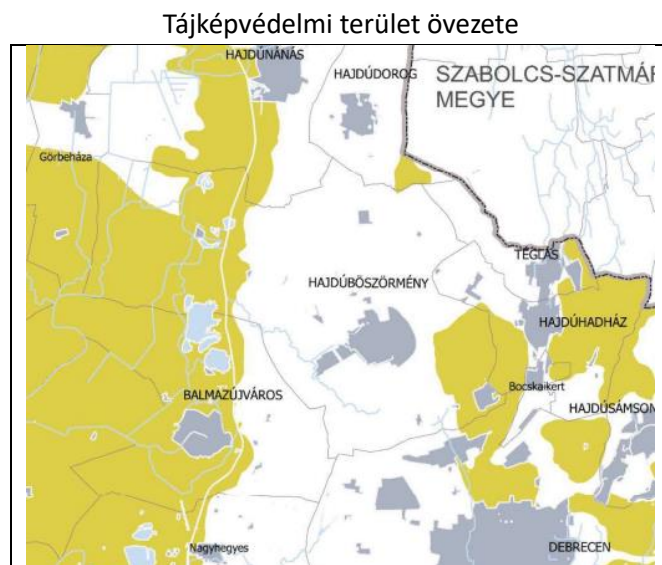 Tájképvédelmi terület övezete
HAJDÚNÁNÁS
HAJDÚDOROG
SZABOLCS-SZATMÁR
MEGYE
Görbeháza
TÉGLÁS
HAJDÚBÖSZÖRMÉNY
HAJDÚHADHÁZ
BALMAZÚJVÁROS
Bocskaikert
HAJDÚSÁMSON
Nagyhegyes
DEBRECEN